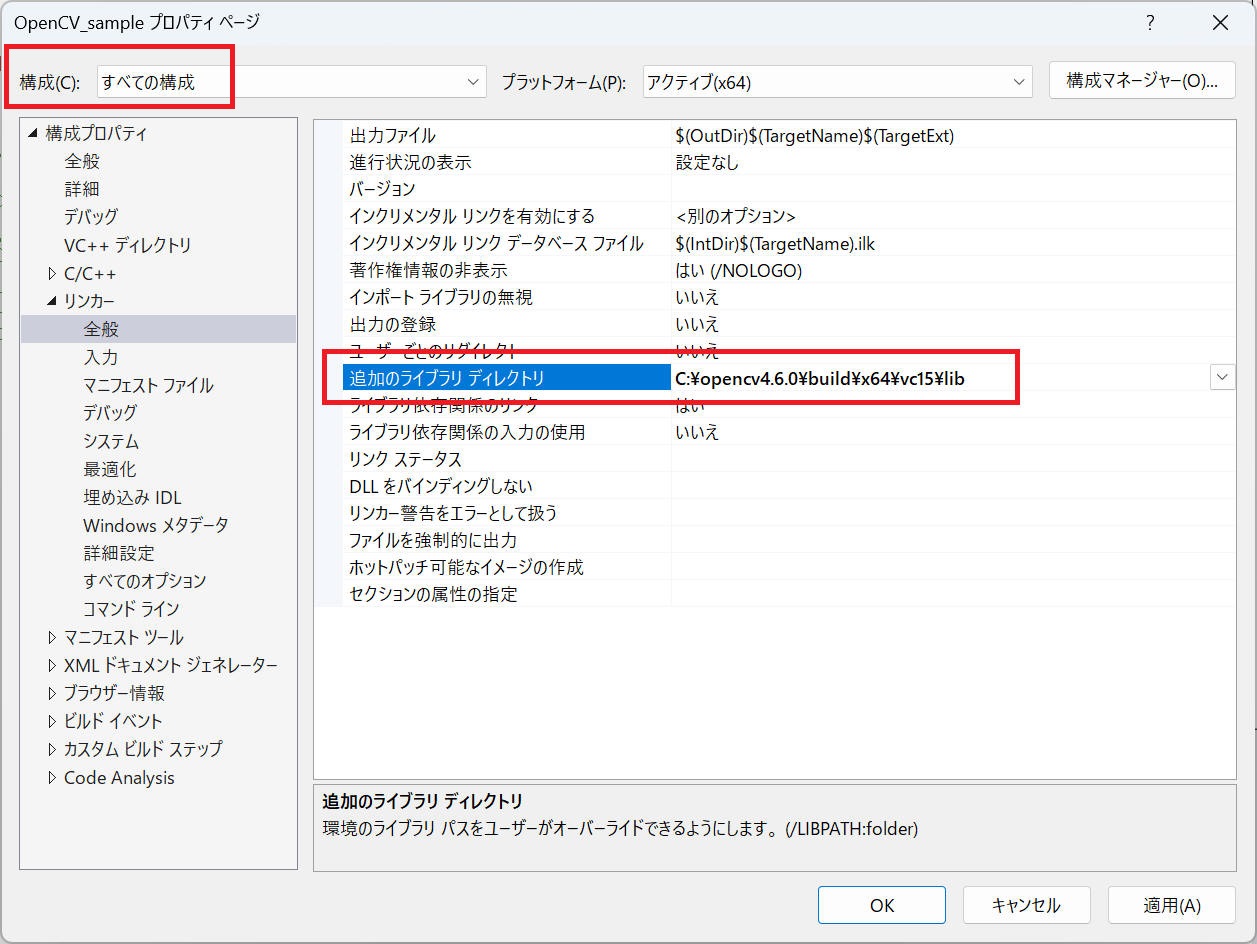 OpenCV_sample プロパティ ページ
?
構成(C): すべての構成 プラットフォーム(P): アクティブ(x64) 構成マネージャー(O)...
構成プロパティ
全般
詳細
デバッグ
VC++ ディレクトリ
C/C++
リンカー
全般
入力
マニフェスト ファイル
デバッグ
システム
最適化
埋め込み IDL
Windows メタデータ
詳細設定
すべてのオプション
コマンド ライン
マニフェスト ツール
XML ドキュメント ジェネレーター
ブラウザー情報
ビルド イベント
カスタム ビルド ステップ
Code Analysis
出力ファイル $(OutDir)$(TargetName)$(TargetExt)
進行状況の表示 設定なし
バージョン
インクリメンタル リンクを有効にする <別のオプション>
インクリメンタル リンク データベース ファイル $(IntDir)$(TargetName).ilk
著作権情報の非表示 はい (/NOLOGO)
インポート ライブラリの無視 いいえ
出力の登録 いいえ
ユーザーごとのリダイレクト いいえ
追加のライブラリ ディレクトリ C:¥opencv4.6.0¥build¥x64¥vc15¥lib
ライブラリ依存関係のリンク はい
ライブラリ依存関係の入力の使用 いいえ
リンク ステータス
DLL をバインディングしない
リンカー警告をエラーとして扱う
ファイルを強制的に出力
ホットパッチ可能なイメージの作成
セクションの属性の指定
追加のライブラリ ディレクトリ
環境のライブラリ パスをユーザーがオーバーライドできるようにします。(/LIBPATH:folder)
OK キャンセル 適用(A)